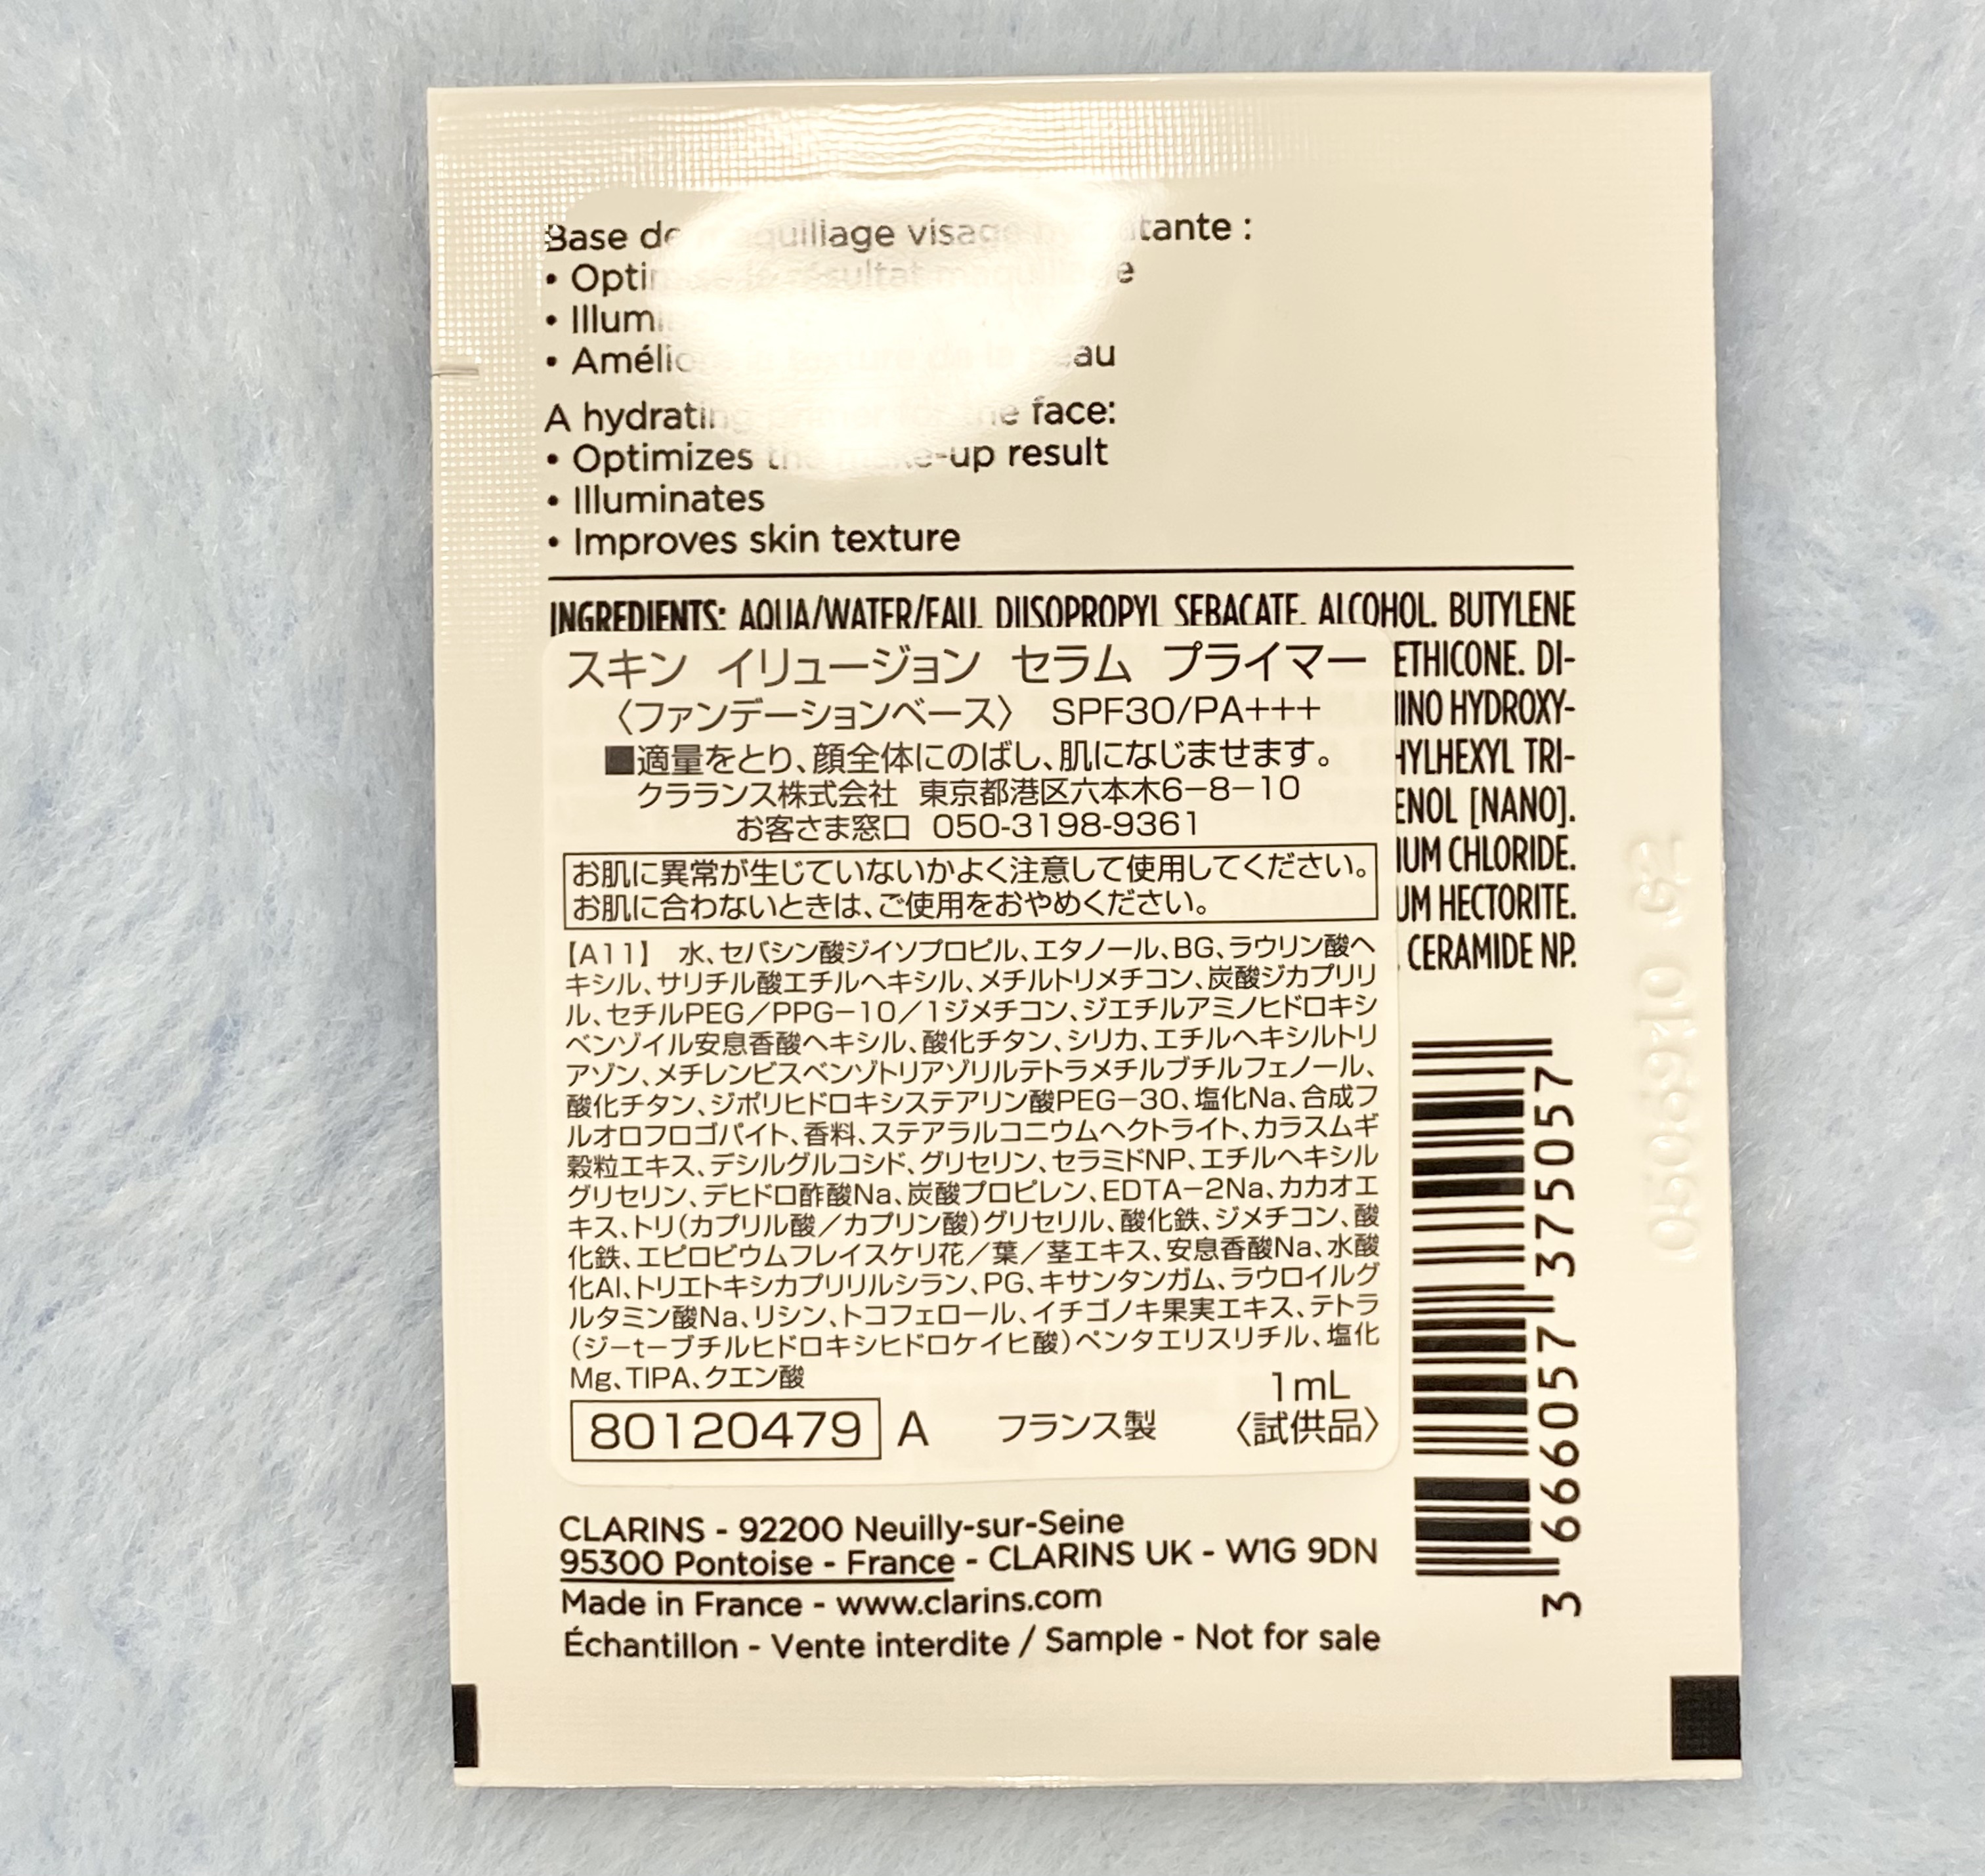 Base de maquillage visage hydratante :
• Optimise le résultat maquillage
• Illumi
• Améliore la texture de la peau
A hydrating primer for the face:
• Optimizes the make-up result
• Illuminates
• Improves skin texture
INGREDIENTS: AQUA/WATER/EAU. DIISOPROPYL SEBACATE. ALCOHOL. BUTYLENE
ETHICONE. DI-
INO HYDROXY-
HYLHEXYL TRI-
ENOL [NANO].
IUM CHLORIDE.
UM HECTORITE.
CERAMIDE NP.
スキン イリュージョン セラム プライマー
〈ファンデーションベース〉 SPF30/PA+++
■適量をとり、顔全体にのばし、肌になじませます。
クラランス株式会社 東京都港区六本木6−8−10
お客さま窓口 050-3198-9361
お肌に異常が生じていないかよく注意して使用してください。
お肌に合わないときは、ご使用をおやめください。
【A11】 水、セバシン酸ジイソプロピル、エタノール、BG、ラウリン酸ヘ
キシル、サリチル酸エチルヘキシル、メチルトリメチコン、炭酸ジカプリリ
ル、セチルPEG／PPG−10／1ジメチコン、ジエチルアミノヒドロキシ
ベンゾイル安息香酸ヘキシル、酸化チタン、シリカ、エチルヘキシルトリ
アゾン、メチレンビスベンゾトリアゾリルテトラメチルブチルフェノール、
酸化チタン、ジポリヒドロキシステアリン酸PEG−30、塩化Na、合成フ
ルオロフロゴパイト、香料、ステアラルコニウムヘクトライト、カラスムギ
穀粒エキス、デシルグルコシド、グリセリン、セラミドNP、エチルヘキシル
グリセリン、デヒドロ酢酸Na、炭酸プロピレン、EDTA−2Na、カカオエ
キス、トリ(カプリル酸／カプリン酸)グリセリル、酸化鉄、ジメチコン、酸
化鉄、エピロビウムフレイスケリ花／葉／茎エキス、安息香酸Na、水酸
化Al、トリエトキシカプリリルシラン、PG、キサンタンガム、ラウロイルグ
ルタミン酸Na、リシン、トコフェロール、イチゴノキ果実エキス、テトラ
(ジ−t−ブチルヒドロキシヒドロケイヒ酸)ペンタエリスリチル、塩化
Mg、TIPA、クエン酸
1mL
80120479 A フランス製 〈試供品〉
3 666057 375057
CLARINS - 92200 Neuilly-sur-Seine
95300 Pontoise - France - CLARINS UK - W1G 9DN
Made in France - www.clarins.com
Échantillon - Vente interdite / Sample - Not for sale